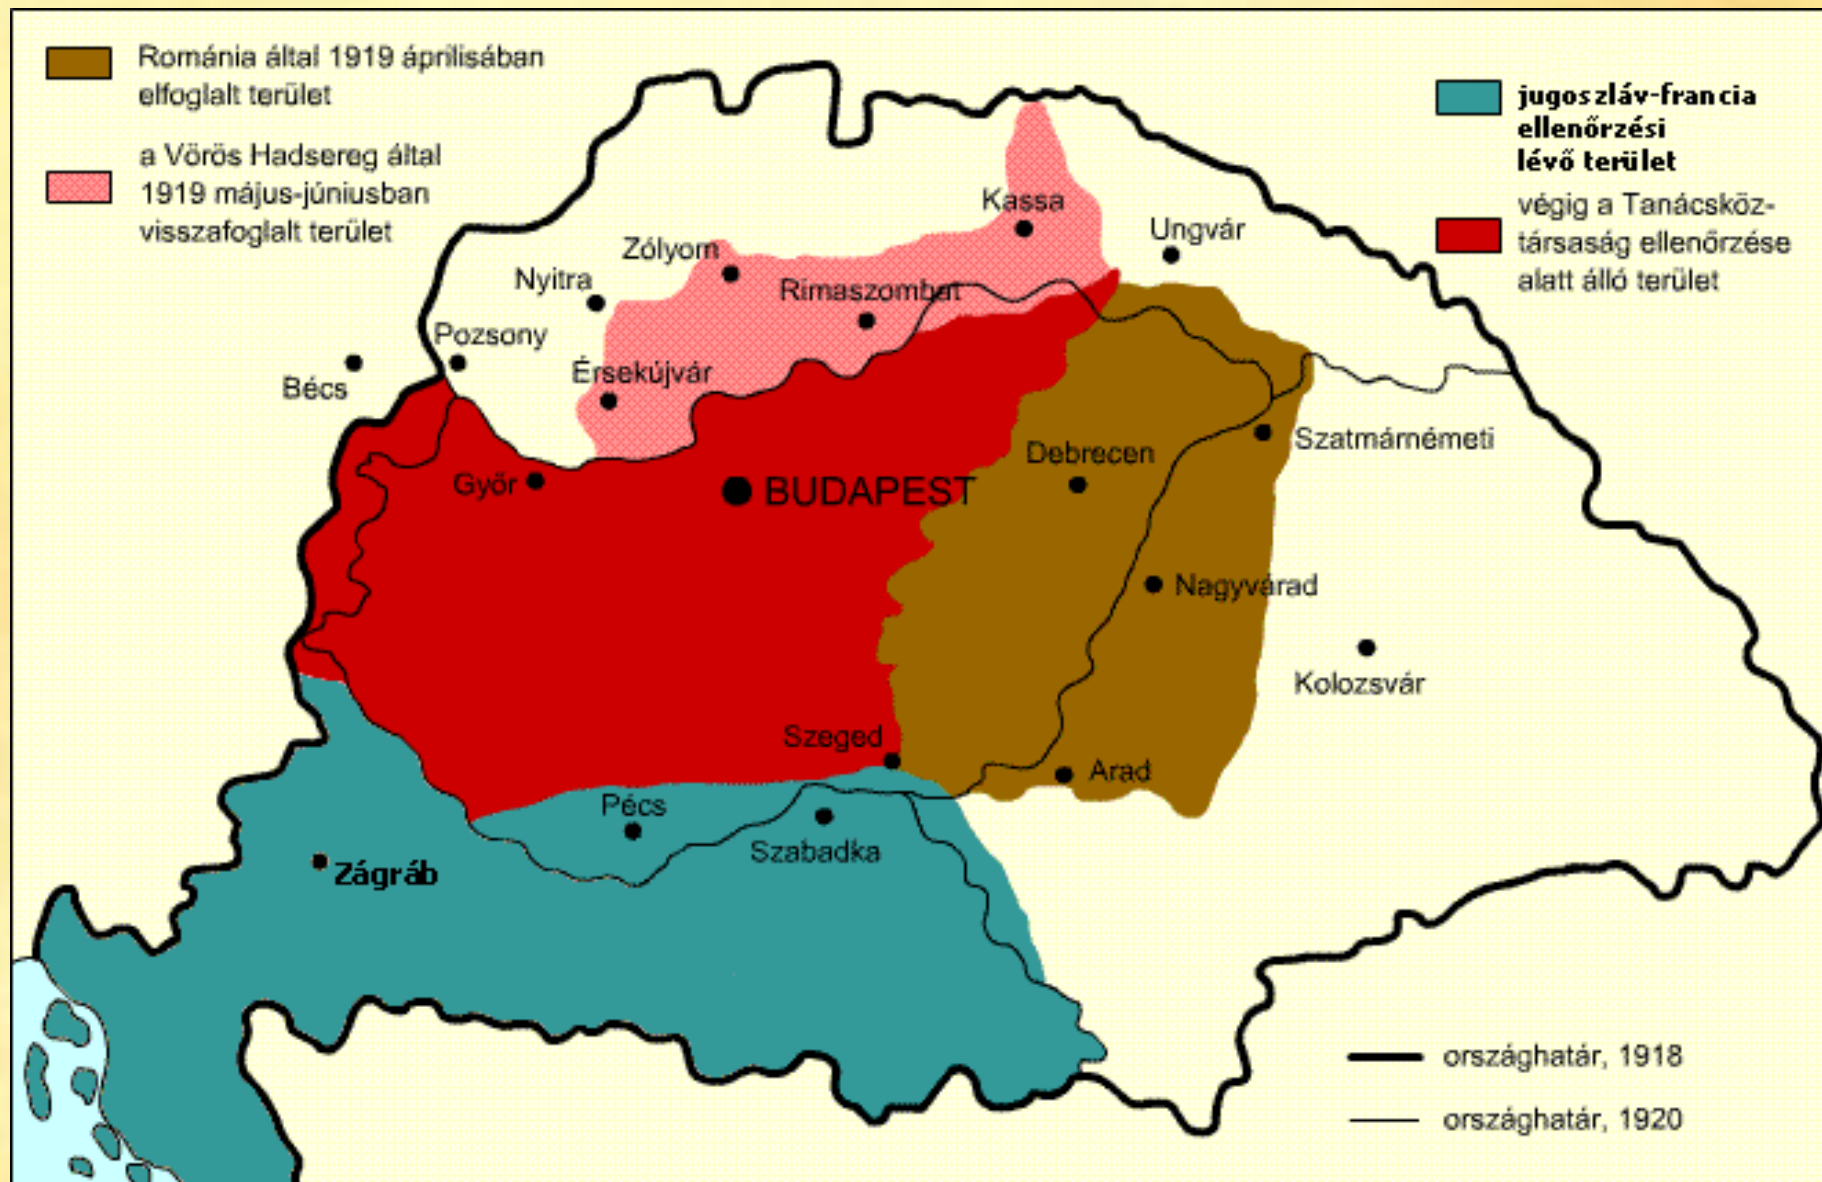 Románia által 1919 áprilisában
elfoglalt terület
a Vörös Hadsereg által
1919 május-júniusban
visszafoglalt terület
jugoszláv-francia
ellenőrzési
lévő terület
végig a Tanácsköz-
társaság ellenőrzése
alatt álló terület
Kassa
Ungvár
Zólyom
Nyitra
Rimaszombat
Pozsony
Érsekújvár
Bécs
Szatmárnémeti
Debrecen
Győr
BUDAPEST
Nagyvárad
Kolozsvár
Szeged
Arad
Pécs
Szabadka
Zágráb
országhatár, 1918
országhatár, 1920